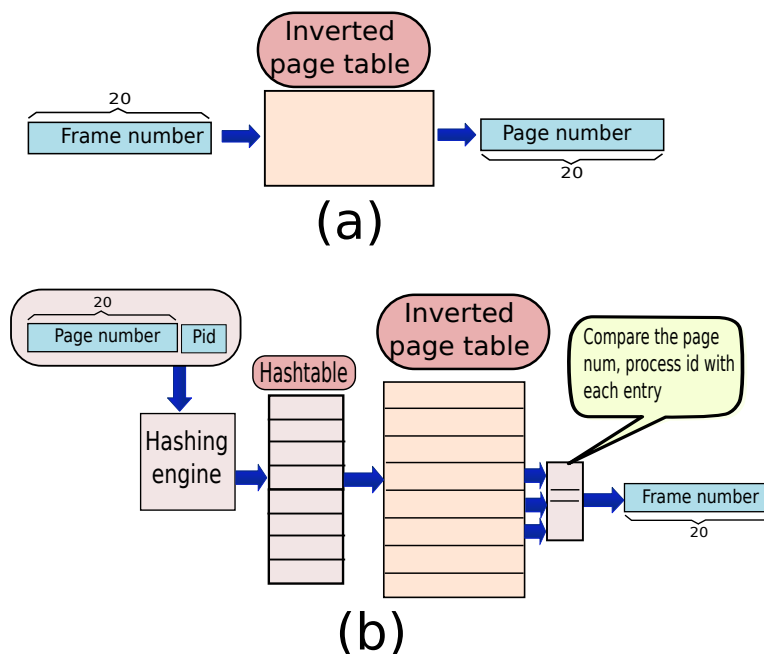 Inverted
page table
20
Frame number
Page number
20
(a)
20
Page number
Pid
Inverted
page table
Compare the page
num, process id with
each entry
Hashtable
Hashing
engine
Frame number
20
(b)